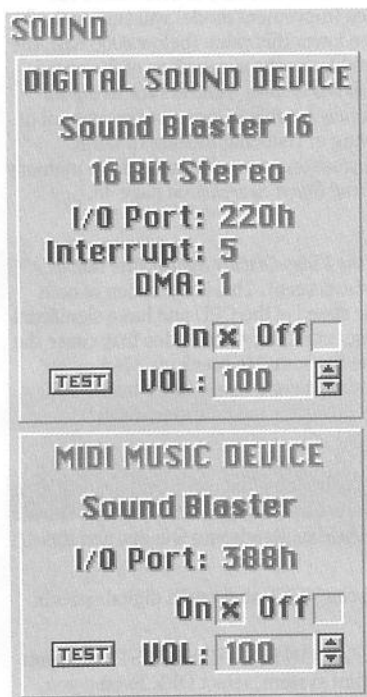 SOUND
DIGITAL SOUND DEVICE
Sound Blaster 16
16 Bit Stereo
I/O Port: 220h
Interrupt: 5
DMA: 1
On x Off
TEST VOL: 100
MIDI MUSIC DEVICE
Sound Blaster
I/O Port: 388h
On x Off
TEST VOL: 100